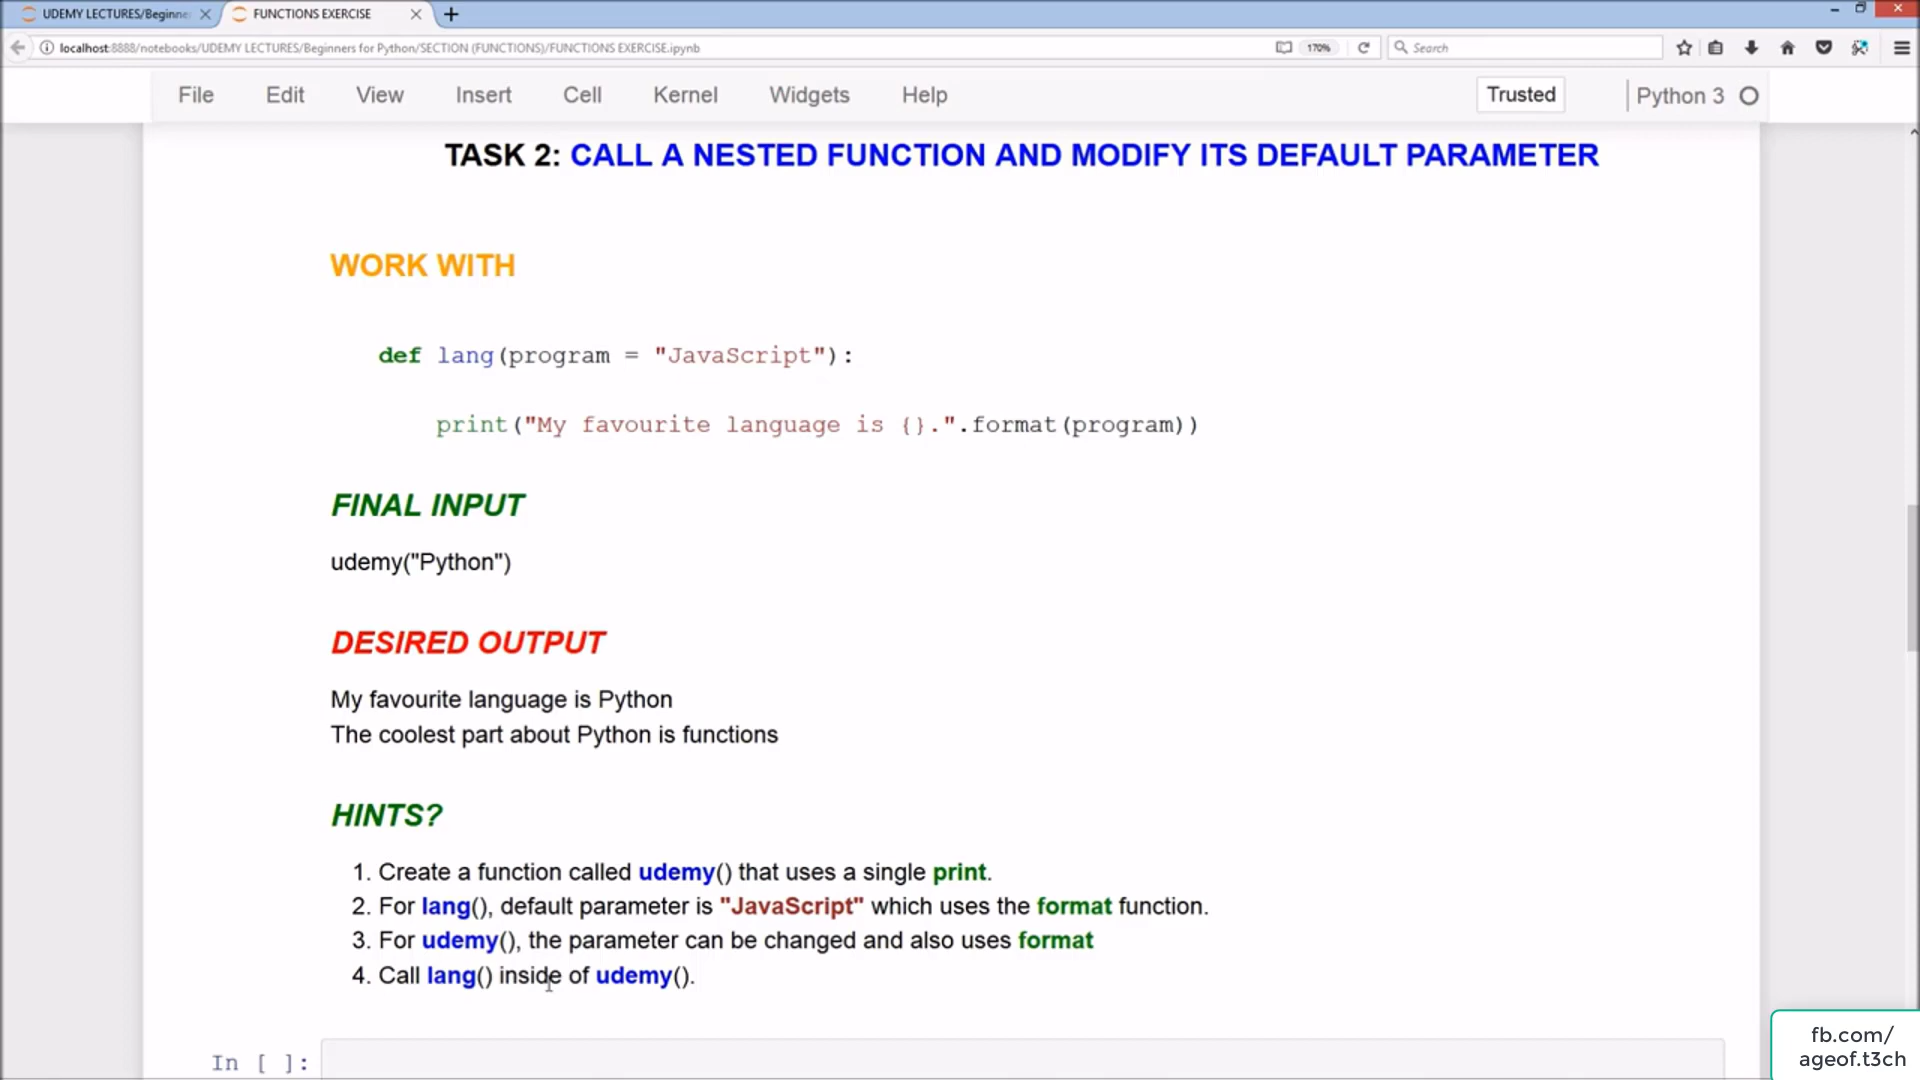 UDEMY LECTURES/Beginne
FUNCTIONS EXERCISE
localhost:8888/notebooks/UDEMY LECTURES/Beginners for Python/SECTION (FUNCTIONS)/FUNCTIONS EXERCISE.ipynb
170%
Search
File Edit View Insert Cell Kernel Widgets Help
Trusted
Python 3
TASK 2: CALL A NESTED FUNCTION AND MODIFY ITS DEFAULT PARAMETER
WORK WITH
def lang(program = "JavaScript"):
print("My favourite language is {}.".format(program))
FINAL INPUT
udemy("Python")
DESIRED OUTPUT
My favourite language is Python
The coolest part about Python is functions
HINTS?
1. Create a function called udemy() that uses a single print.
2. For lang(), default parameter is "JavaScript" which uses the format function.
3. For udemy(), the parameter can be changed and also uses format
4. Call lang() inside of udemy().
In [ ]:
fb.com/
ageof.t3ch